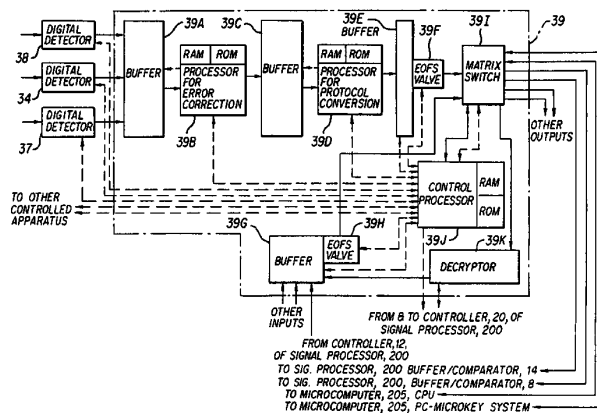 39A
39C
39E
BUFFER
39F
39I
39
DIGITAL
DETECTOR
38
DIGITAL
DETECTOR
34
DIGITAL
DETECTOR
37
BUFFER
RAM ROM
PROCESSOR
FOR
ERROR
CORRECTION
39B
BUFFER
RAM ROM
PROCESSOR
FOR
PROTOCOL
CONVERSION
39D
EOFS
VALVE
MATRIX
SWITCH
OTHER
OUTPUTS
CONTROL
PROCESSOR
RAM
ROM
39J
39K
TO OTHER
CONTROLLED
APPARATUS
39G
39H
BUFFER
EOFS
VALVE
DECRYPTOR
OTHER
INPUTS
FROM & TO CONTROLLER, 20, OF
SIGNAL PROCESSOR, 200
FROM CONTROLLER, 12,
OF SIGNAL PROCESSOR, 200
TO SIG. PROCESSOR, 200 BUFFER/COMPARATOR, 14
TO SIG. PROCESSOR, 200, BUFFER/COMPARATOR, 8
TO MICROCOMPUTER, 205, CPU
TO MICROCOMPUTER, 205, PC-MICROKEY SYSTEM